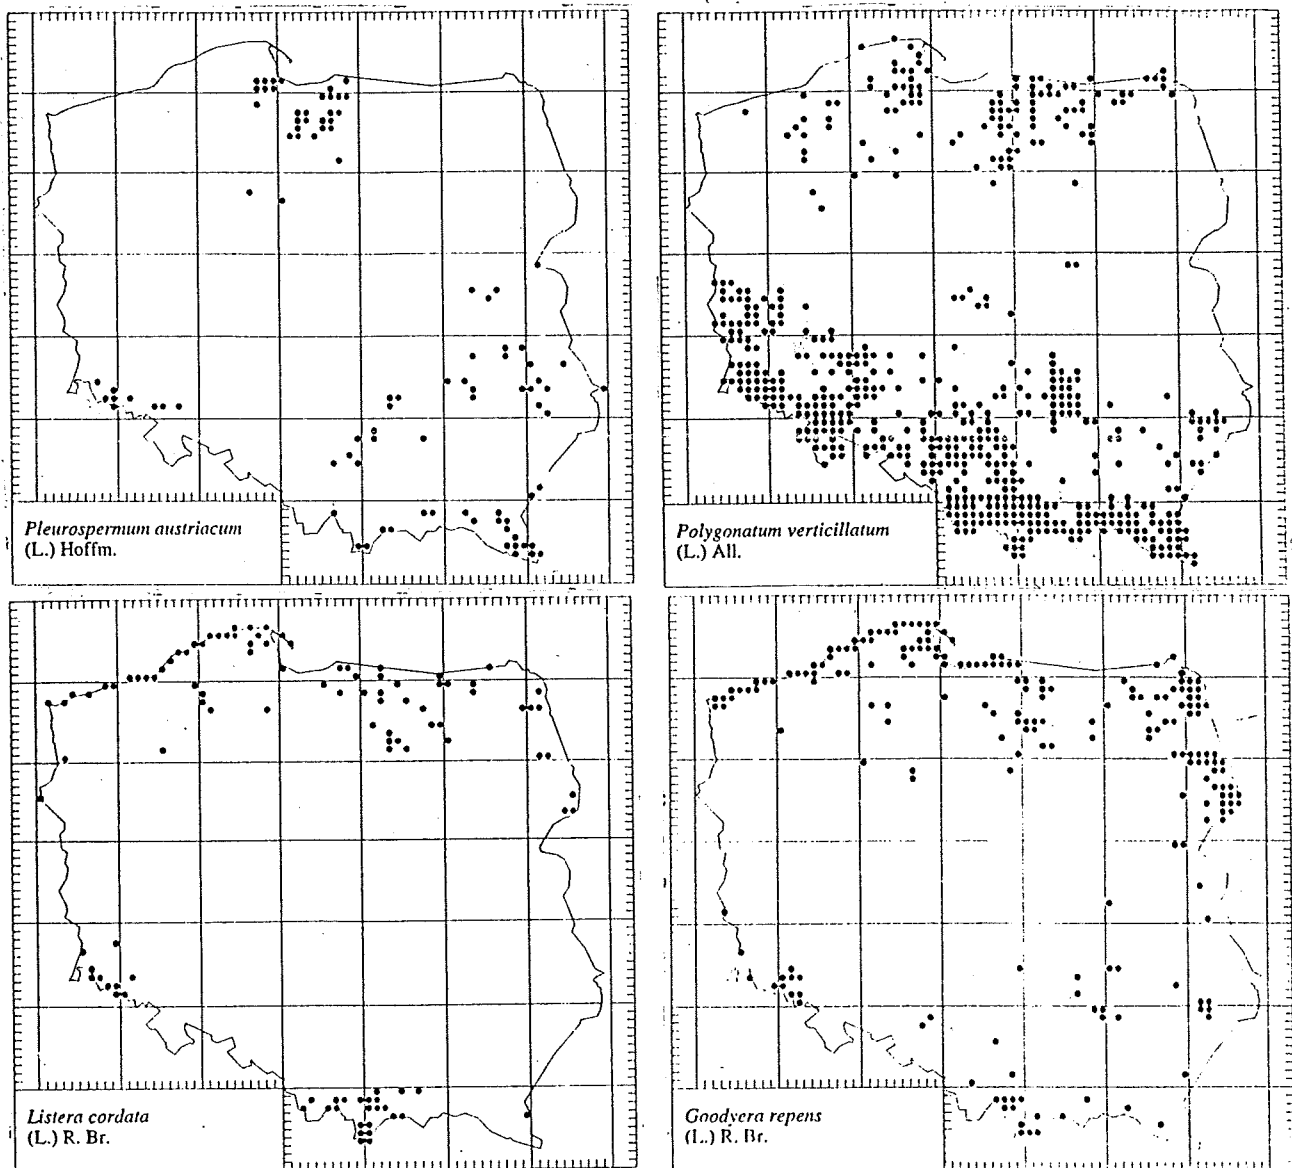 Pleurospermum austriacum
(L.) Hoffm.
Polygonatum verticillatum
(L.) All.
Listera cordata
(L.) R. Br.
Goodyera repens
(L.) R. Br.